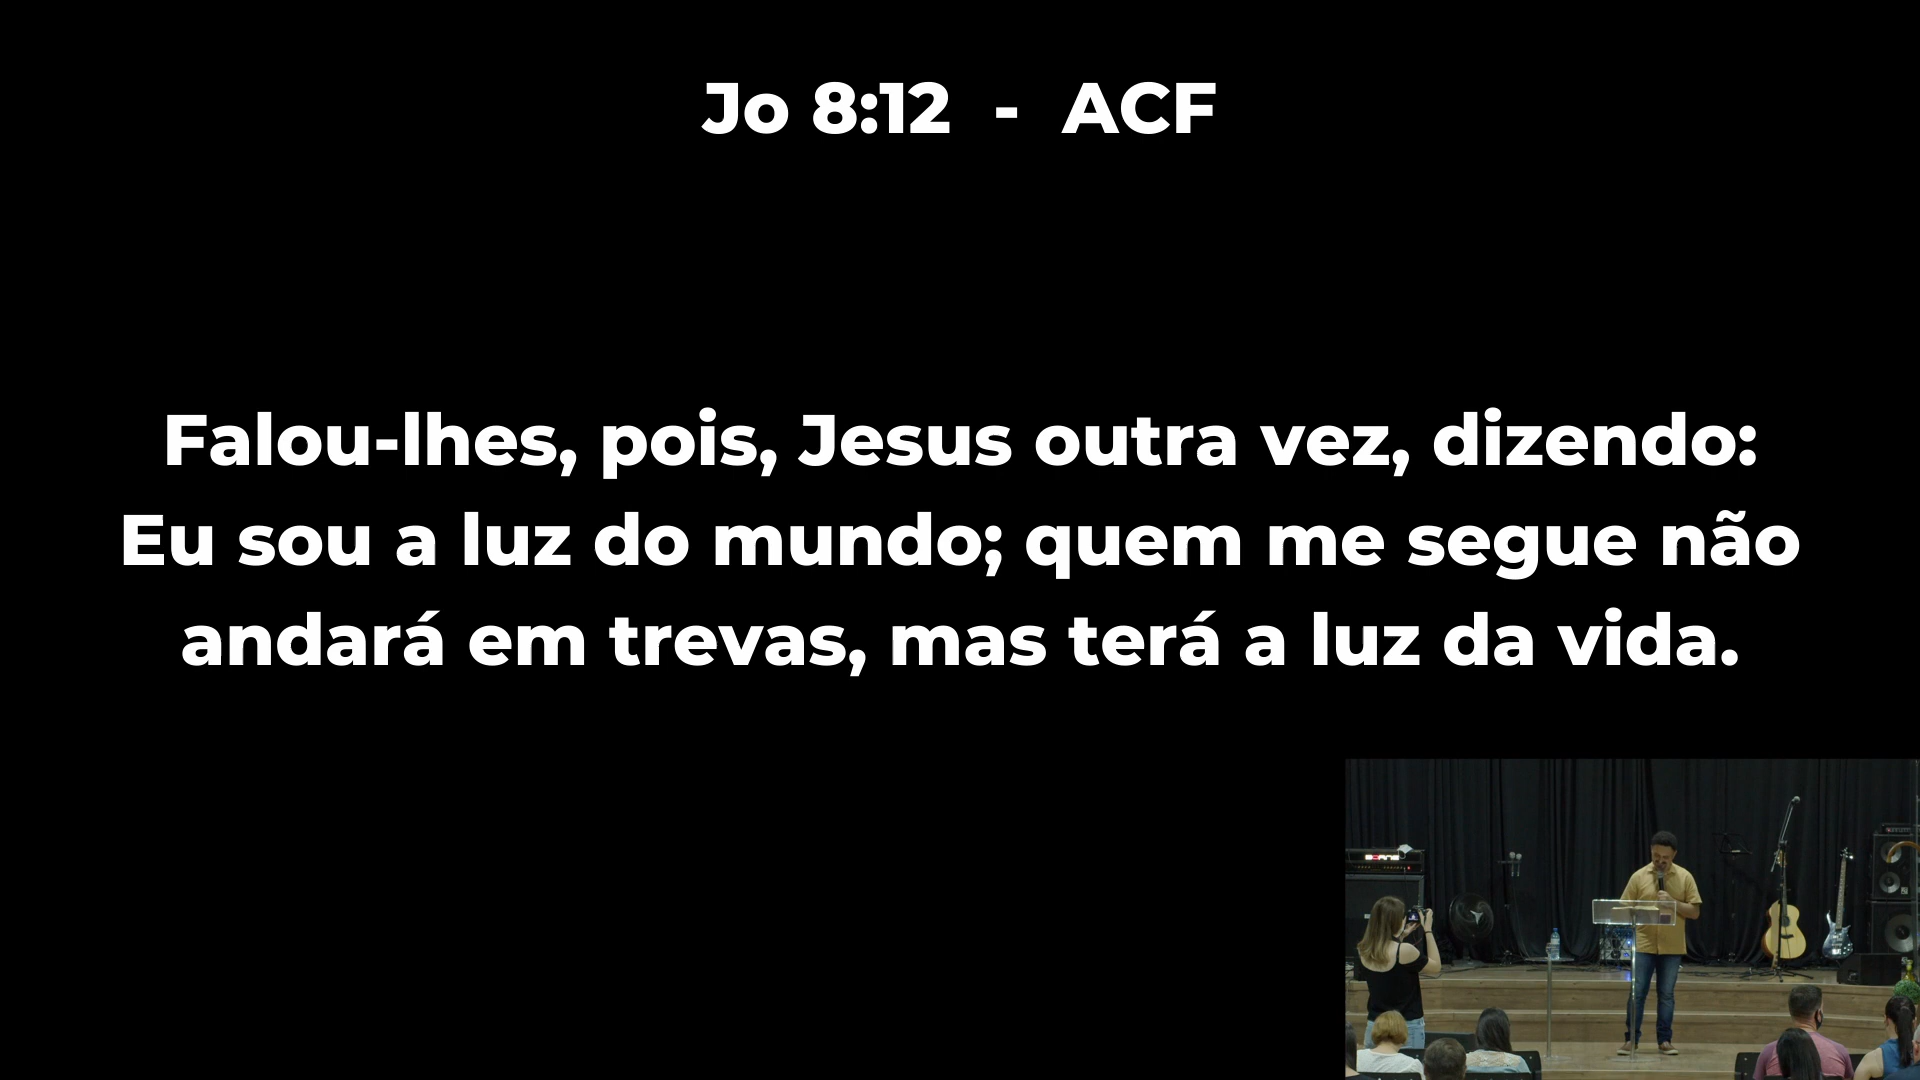 Jo 8:12 - ACF
Falou-lhes, pois, Jesus outra vez, dizendo:
Eu sou a luz do mundo; quem me segue não
andará em trevas, mas terá a luz da vida.